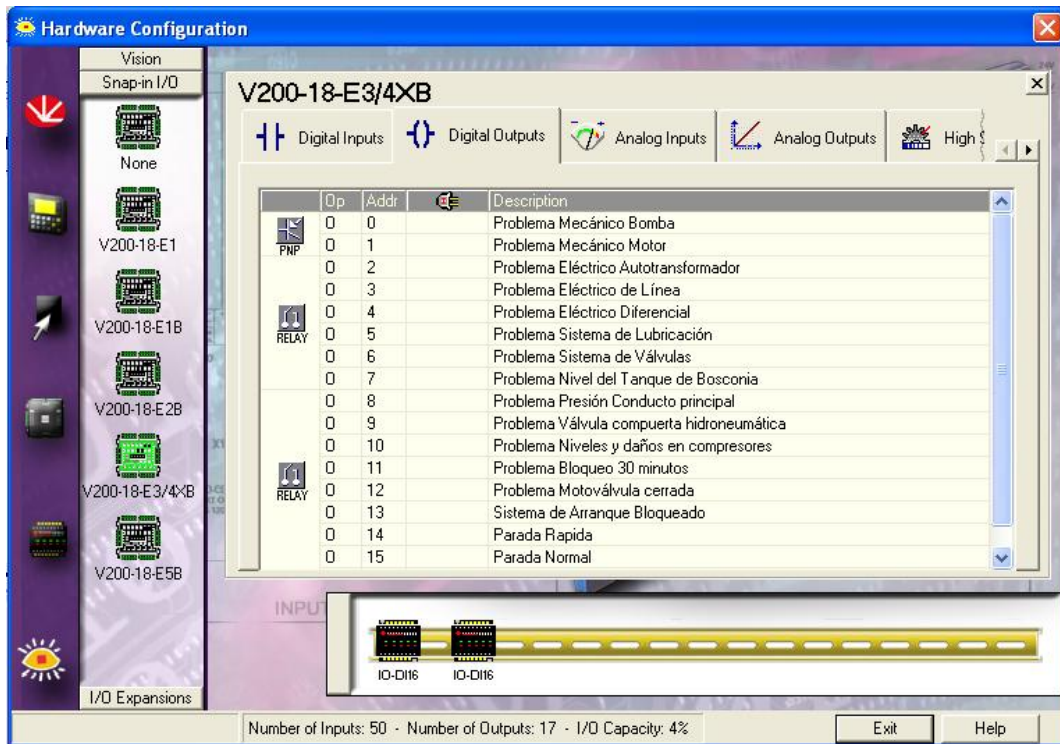 Hardware Configuration
Vision
Snap-in I/O
None
V200-18-E1
V200-18-E1B
V200-18-E2B
V200-18-E3/4XB
V200-18-E5B
I/O Expansions
V200-18-E3/4XB
Digital Inputs
Digital Outputs
Analog Inputs
Analog Outputs
High
Op Addr Description
PNP
RELAY
RELAY
O 0 Problema Mecánico Bomba
O 1 Problema Mecánico Motor
O 2 Problema Eléctrico Autotransformador
O 3 Problema Eléctrico de Línea
O 4 Problema Eléctrico Diferencial
O 5 Problema Sistema de Lubricación
O 6 Problema Sistema de Válvulas
O 7 Problema Nivel del Tanque de Bosconia
O 8 Problema Presión Conducto principal
O 9 Problema Válvula compuerta hidroneumática
O 10 Problema Niveles y daños en compresores
O 11 Problema Bloqueo 30 minutos
O 12 Problema Motoválvula cerrada
O 13 Sistema de Arranque Bloqueado
O 14 Parada Rapida
O 15 Parada Normal
INPUT
IO-DI16
IO-DI16
Number of Inputs: 50 - Number of Outputs: 17 - I/O Capacity: 4%
Exit
Help